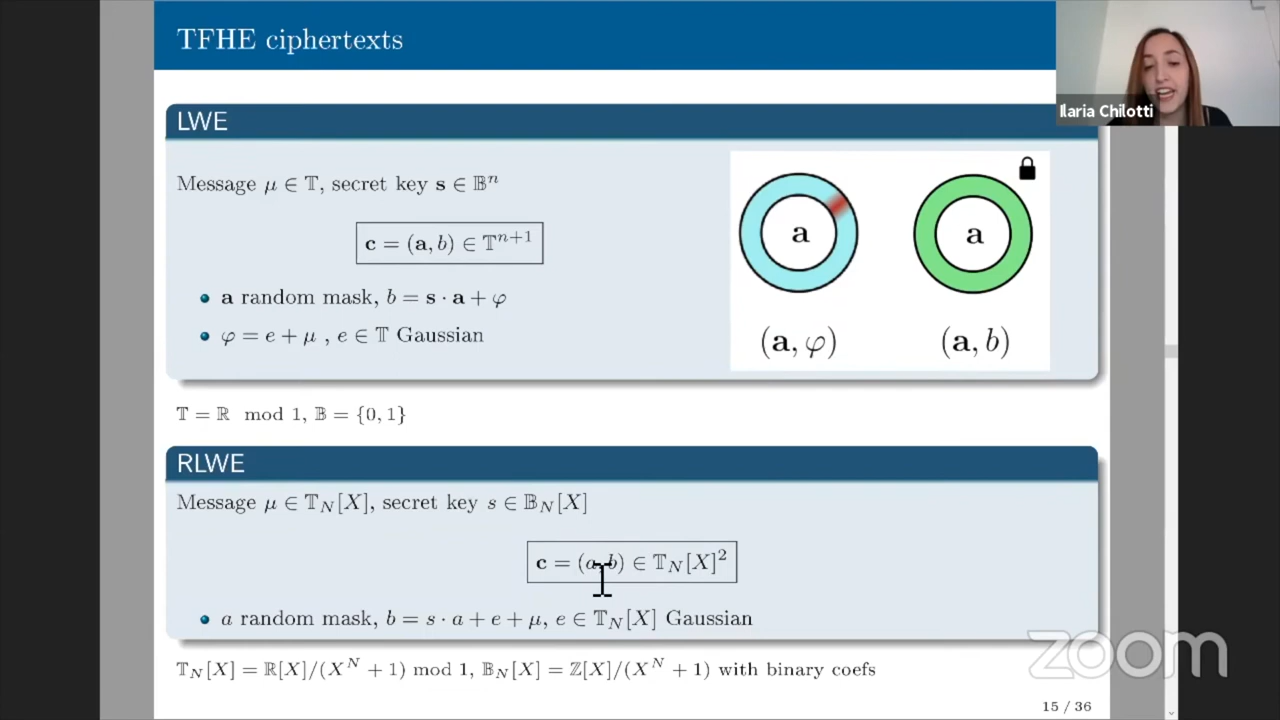 TFHE ciphertexts
Ilaria Chilotti
LWE
Message μ ∈ 𝕋, secret key 𝐬 ∈ 𝔹ⁿ
𝐜 = (𝐚, b) ∈ 𝕋ⁿ⁺¹
• 𝐚 random mask, b = 𝐬 · 𝐚 + φ
• φ = e + μ , e ∈ 𝕋 Gaussian
𝐚 𝐚
(𝐚, φ) (𝐚, b)
𝕋 = ℝ mod 1, 𝔹 = {0, 1}
RLWE
Message μ ∈ 𝕋_N[X], secret key s ∈ 𝔹_N[X]
𝐜 = (a, b) ∈ 𝕋_N[X]²
• a random mask, b = s · a + e + μ, e ∈ 𝕋_N[X] Gaussian
𝕋_N[X] = ℝ[X]/(X^N + 1) mod 1, 𝔹_N[X] = ℤ[X]/(X^N + 1) with binary coefs
zoom
15 / 36